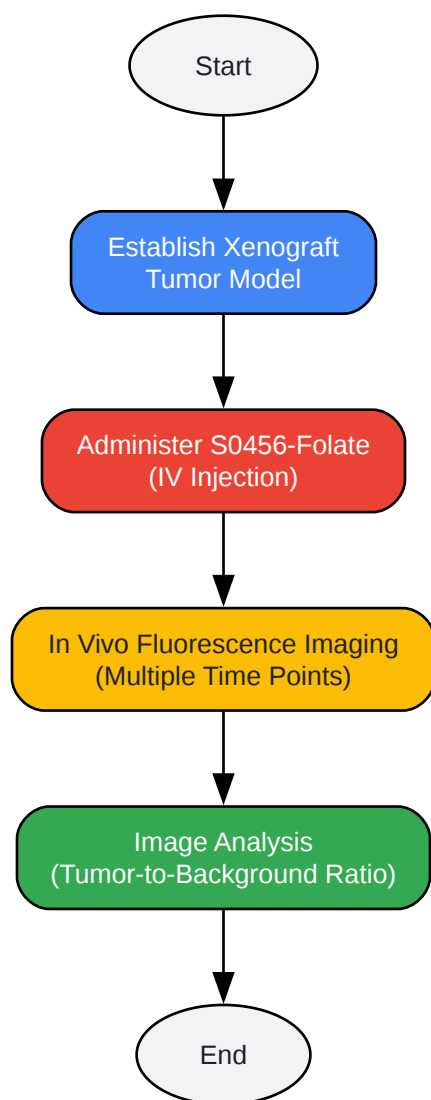 Start
Establish Xenograft
Tumor Model
Administer S0456-Folate
(IV Injection)
In Vivo Fluorescence Imaging
(Multiple Time Points)
Image Analysis
(Tumor-to-Background Ratio)
End